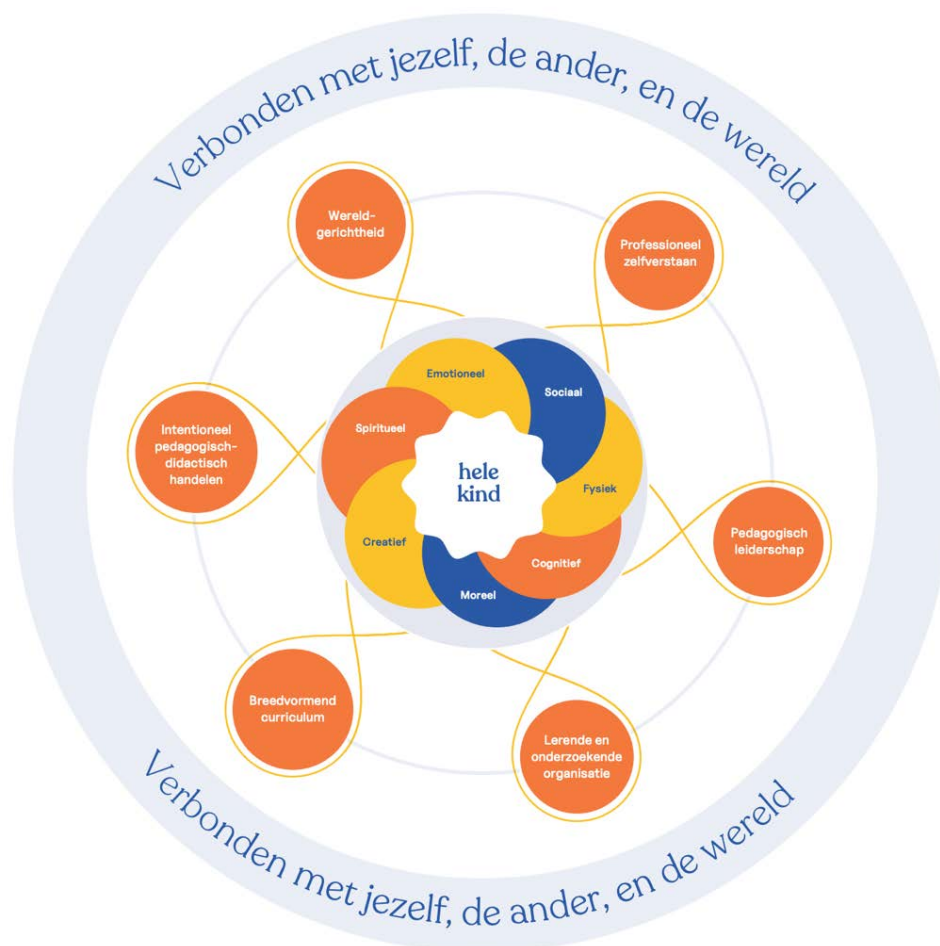 Verbonden met jezelf, de ander, en de wereld
Wereld-
gerichtheid
Professioneel
zelfverstaan
Emotioneel
Sociaal
Spiritueel
Intentioneel
pedagogisch-
didactisch
handelen
hele
kind
Fysiek
Creatief
Cognitief
Moreel
Pedagogisch
leiderschap
Breedvormend
curriculum
Lerende en
onderzoekende
organisatie
Verbonden met jezelf, de ander, en de wereld